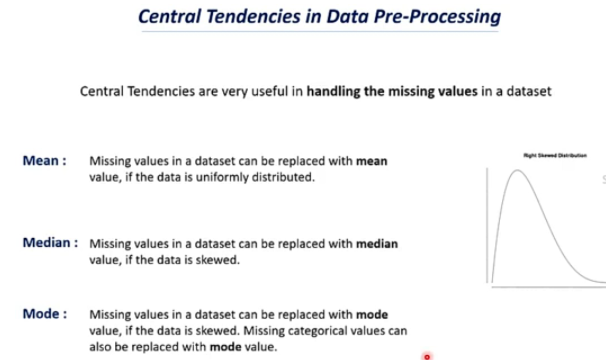 Central Tendencies in Data Pre-Processing
Central Tendencies are very useful in handling the missing values in a dataset
Mean : Missing values in a dataset can be replaced with mean
value, if the data is uniformly distributed.
Right Skewed Distribution
Median : Missing values in a dataset can be replaced with median
value, if the data is skewed.
Mode : Missing values in a dataset can be replaced with mode
value, if the data is skewed. Missing categorical values can
also be replaced with mode value.